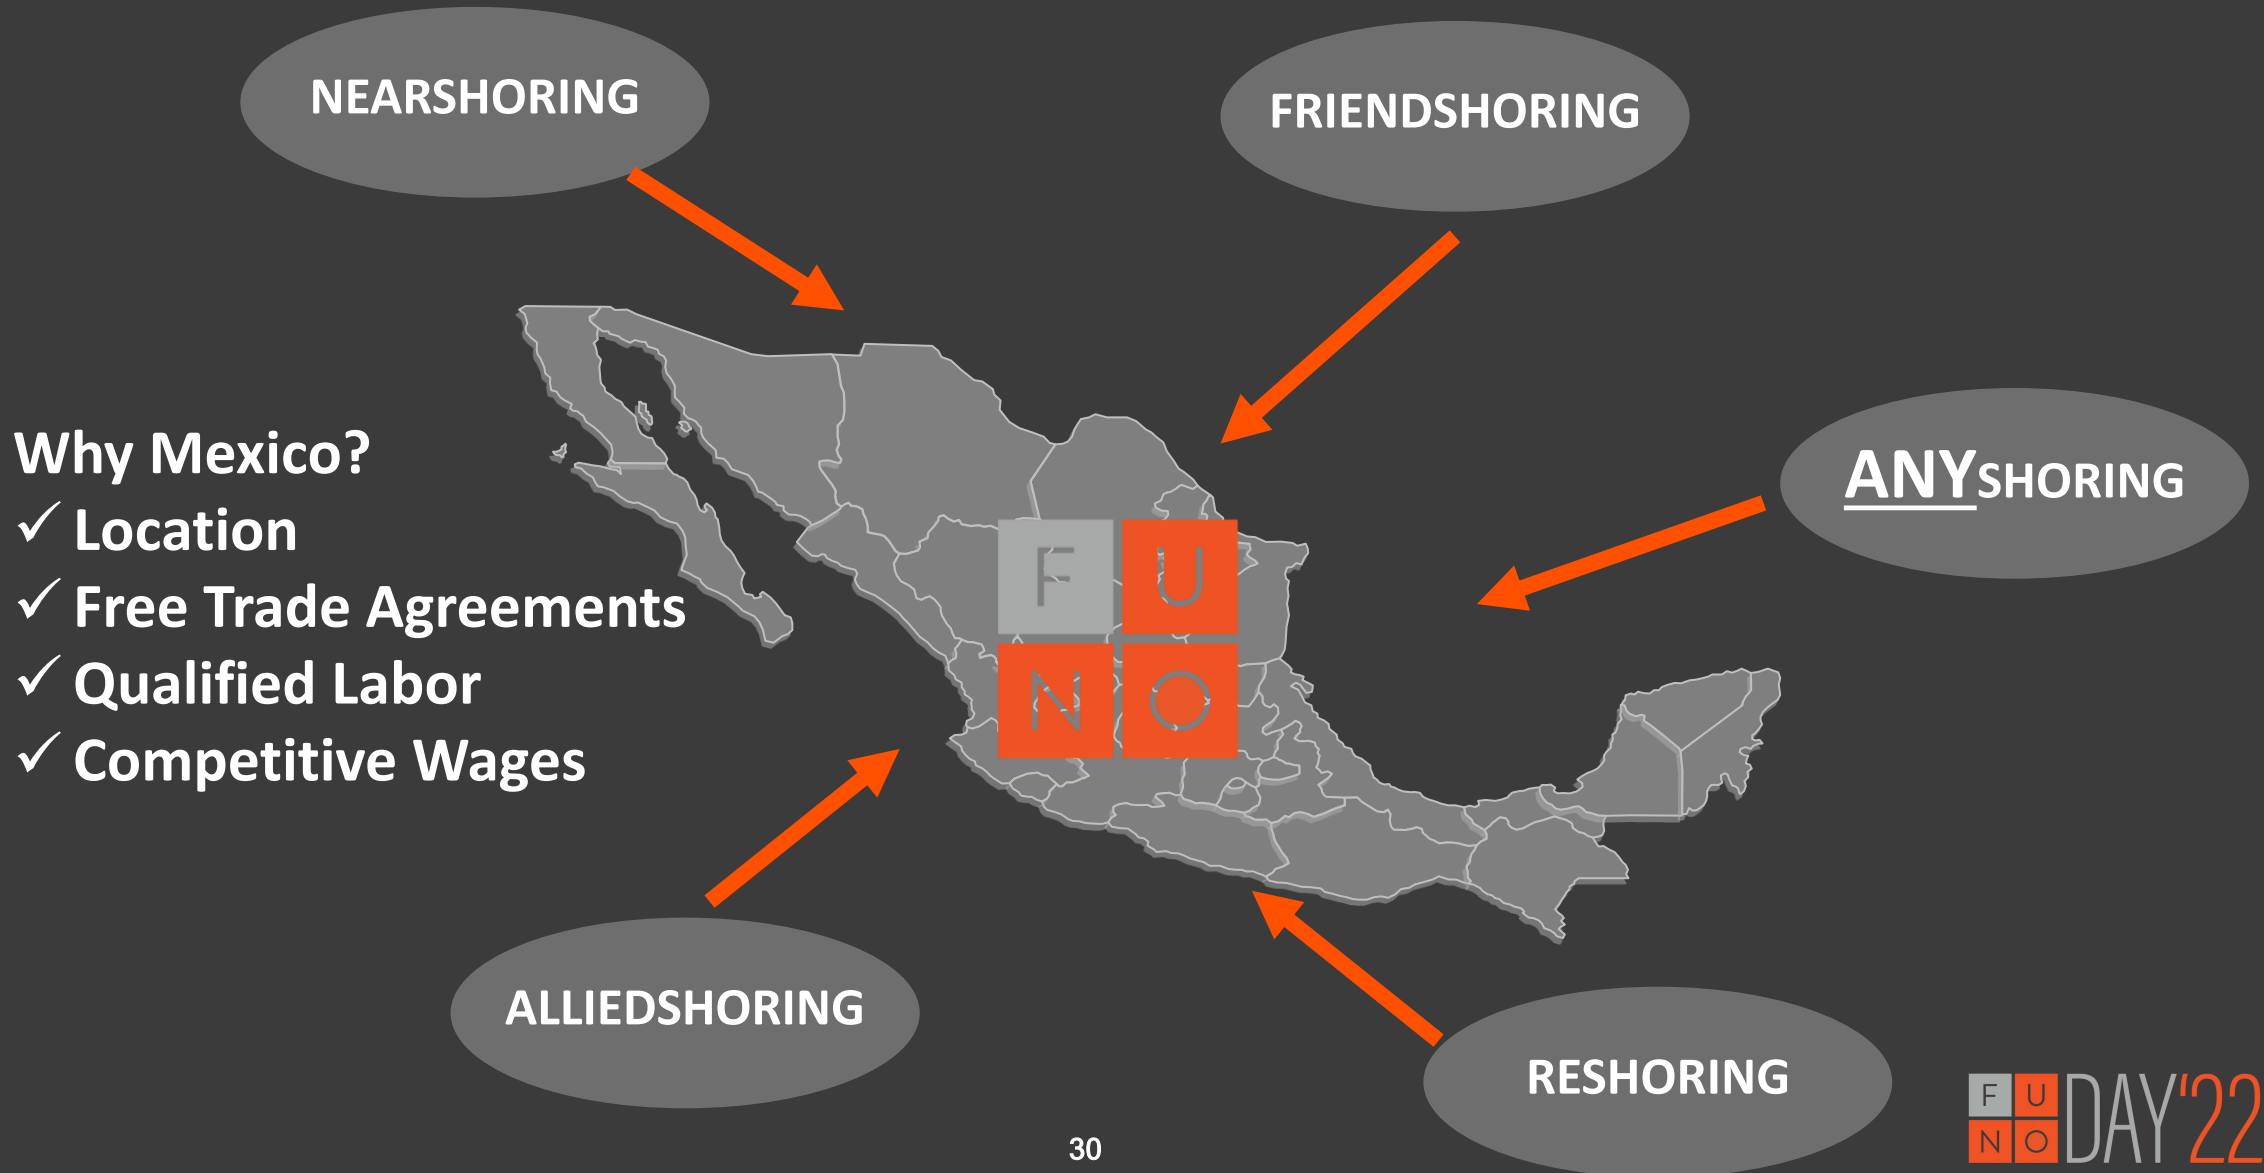 NEARSHORING
FRIENDSHORING
ANYSHORING
Why Mexico?
✓ Location
✓ Free Trade Agreements
✓ Qualified Labor
✓ Competitive Wages
F U
N O
ALLIEDSHORING
RESHORING
30
F U
N O
DAY'22